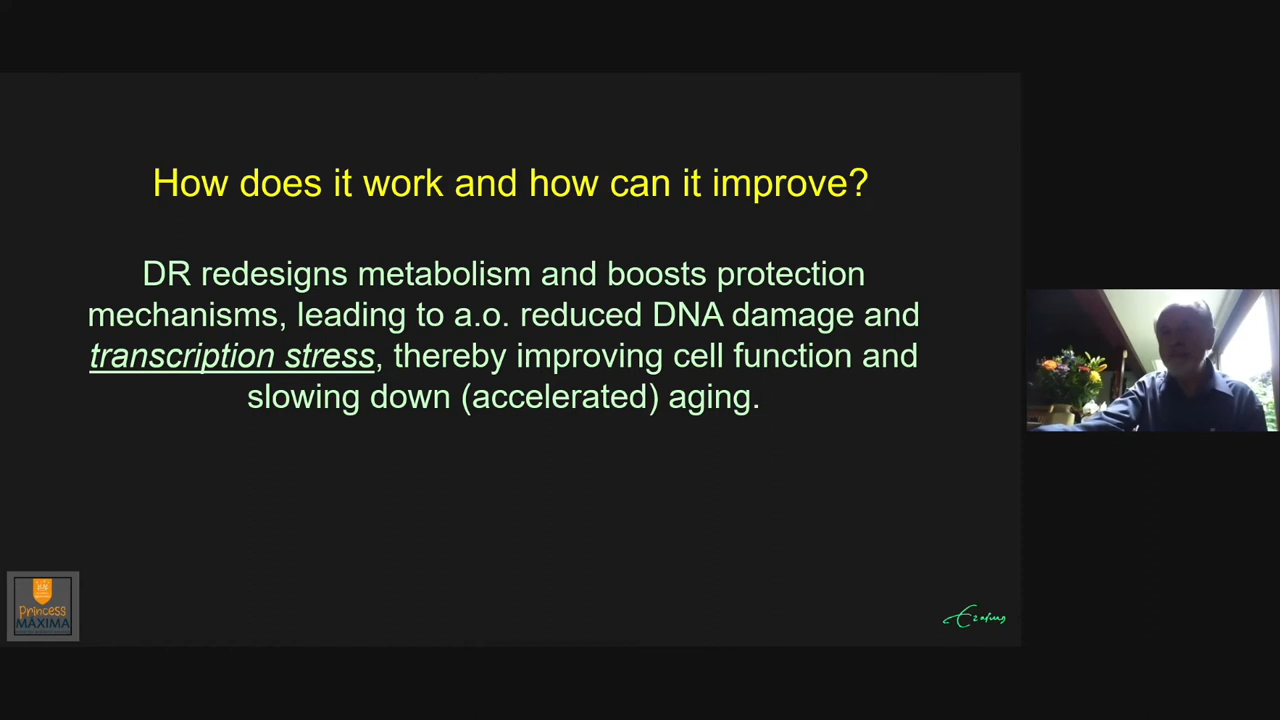 How does it work and how can it improve?
DR redesigns metabolism and boosts protection
mechanisms, leading to a.o. reduced DNA damage and
transcription stress, thereby improving cell function and
slowing down (accelerated) aging.
Princess
MÁXIMA
Erasmus